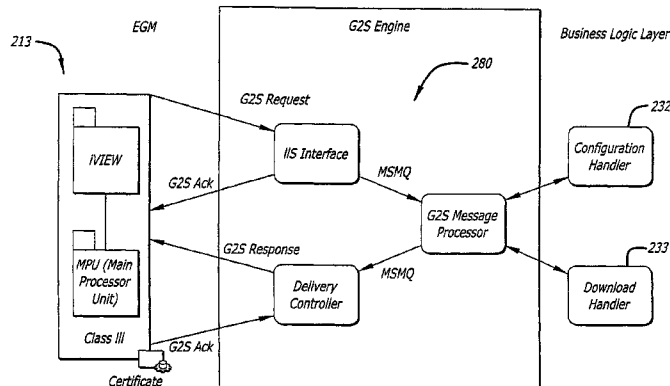 EGM
G2S Engine
Business Logic Layer
213
280
232
G2S Request
iVIEW
IIS Interface
Configuration
Handler
G2S Ack
MSMQ
G2S Message
Processor
G2S Response
233
MPU (Main
Processor
Unit)
MSMQ
Delivery
Controller
Download
Handler
Class III
G2S Ack
Certificate